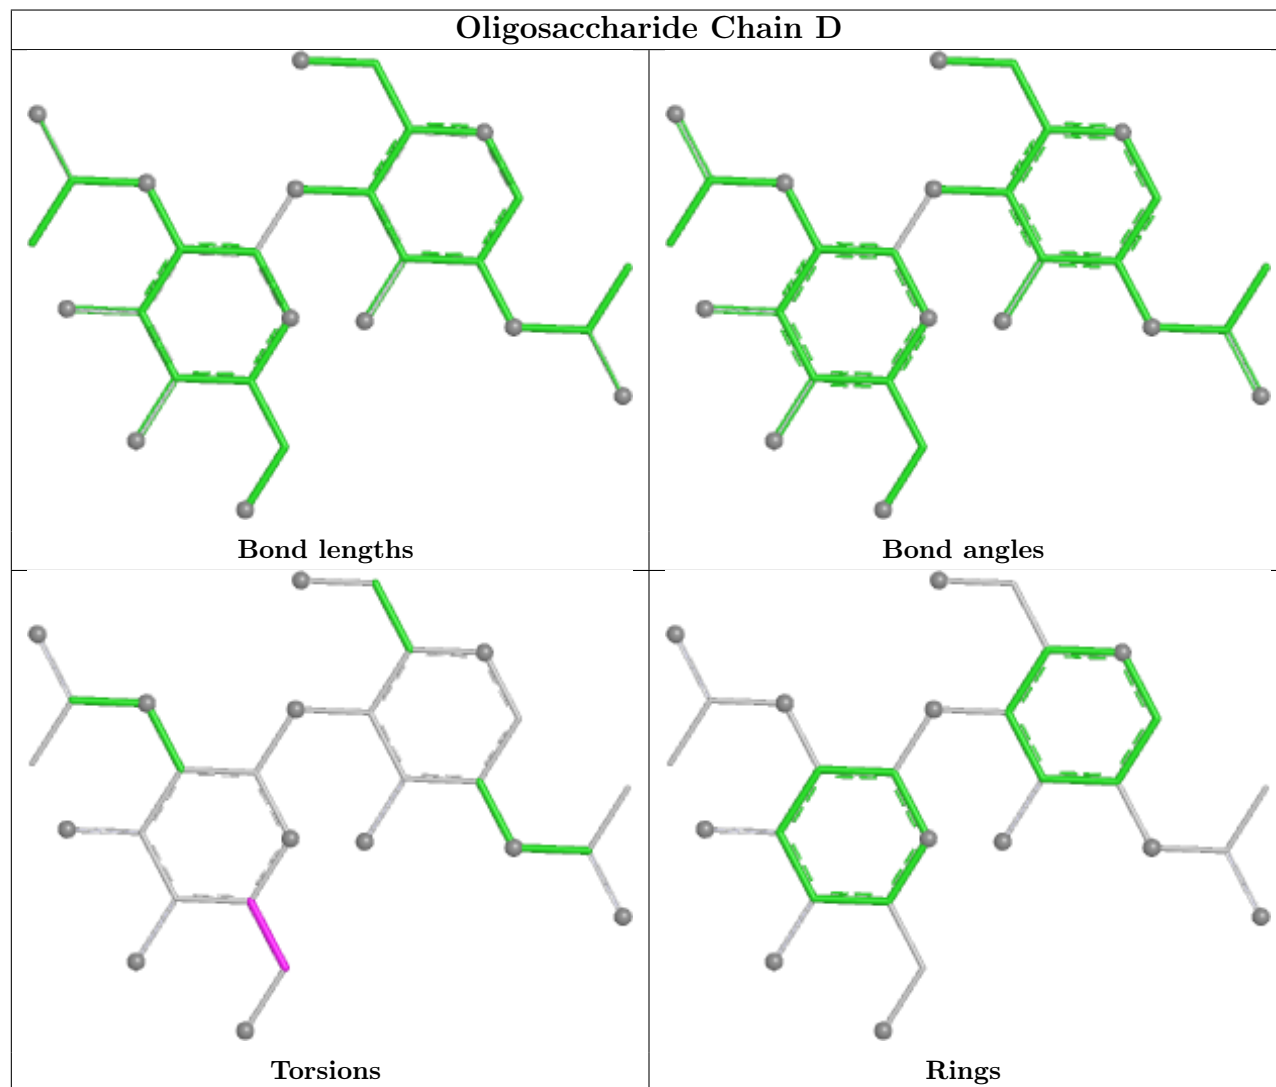 Oligosaccharide Chain D
Bond lengths
Bond angles
Torsions
Rings